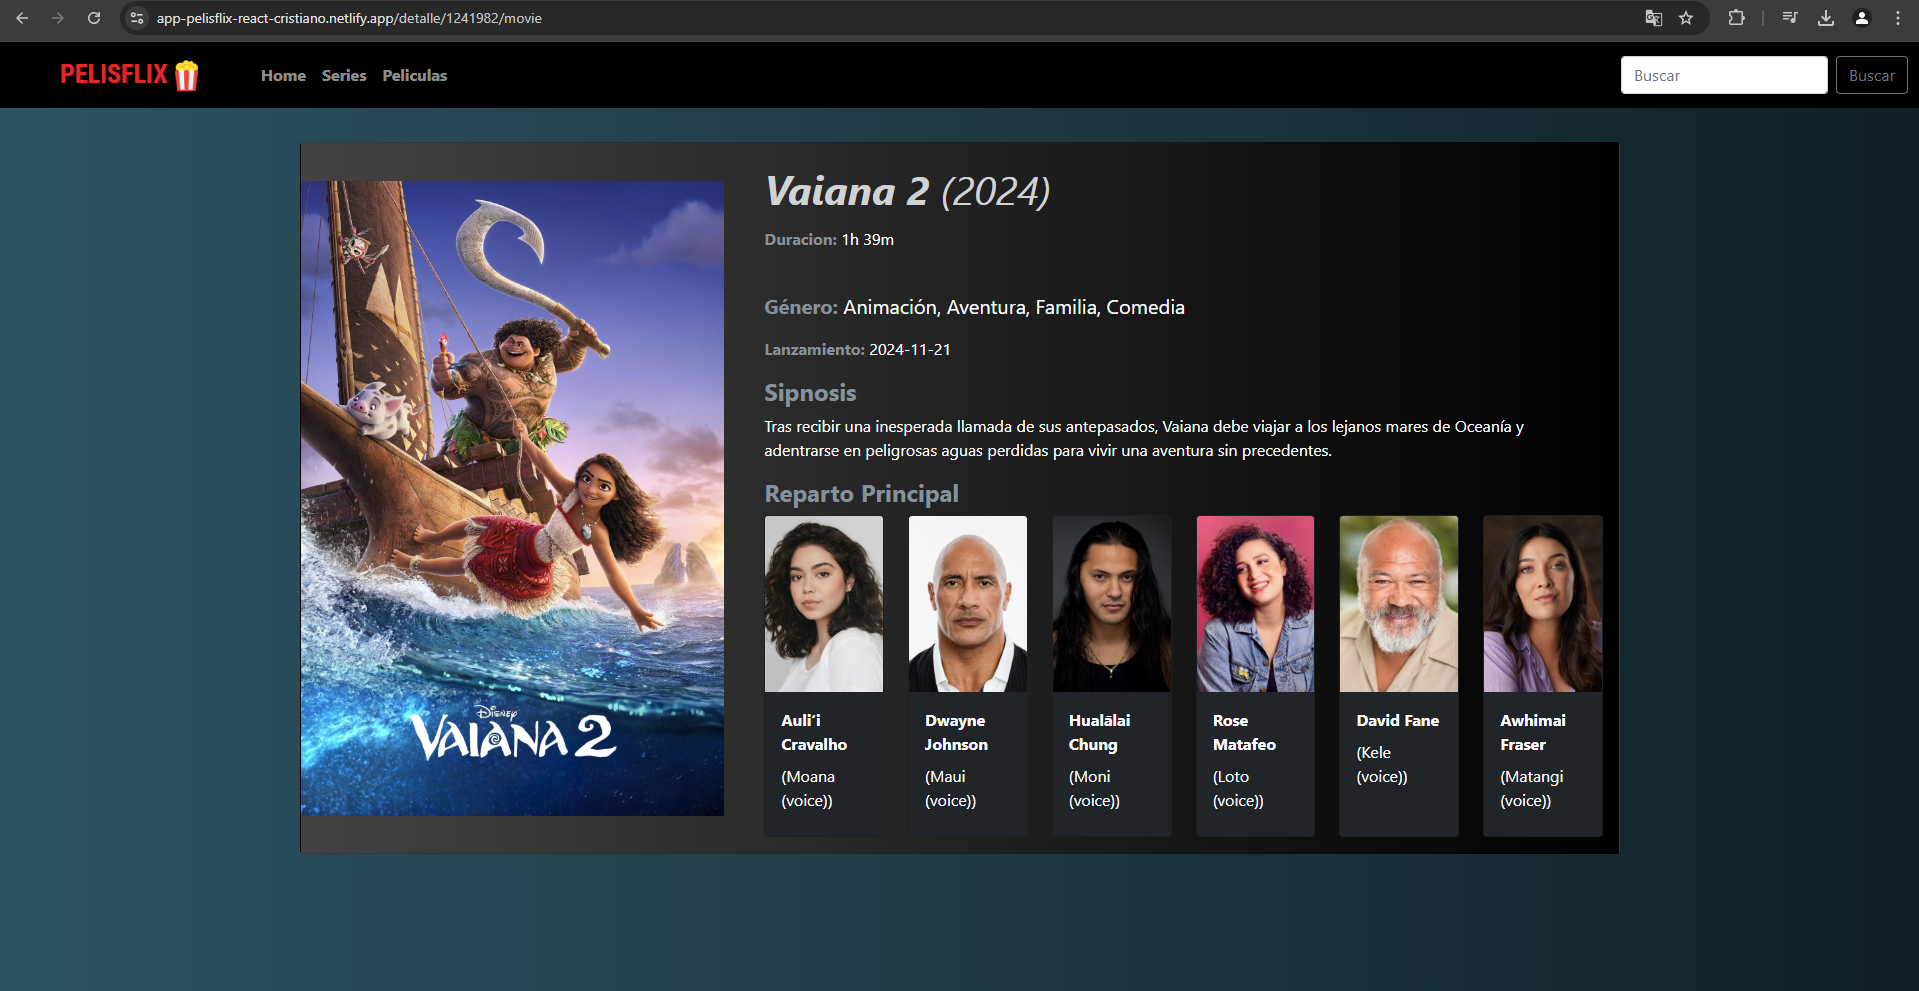 app-pelisflix-react-cristiano.netlify.app/detalle/1241982/movie
PELISFLIX
Home Series Peliculas
Buscar
Buscar
Vaiana 2 (2024)
Duracion: 1h 39m
Género: Animación, Aventura, Familia, Comedia
Lanzamiento: 2024-11-21
Sipnosis
Tras recibir una inesperada llamada de sus antepasados, Vaiana debe viajar a los lejanos mares de Oceanía y
adentrarse en peligrosas aguas perdidas para vivir una aventura sin precedentes.
Reparto Principal
Auliʻi
Cravalho
(Moana
(voice))
Dwayne
Johnson
(Maui
(voice))
Hualālai
Chung
(Moni
(voice))
Rose
Matafeo
(Loto
(voice))
David Fane
(Kele
(voice))
Awhimai
Fraser
(Matangi
(voice))
DISNEY
VAIANA 2